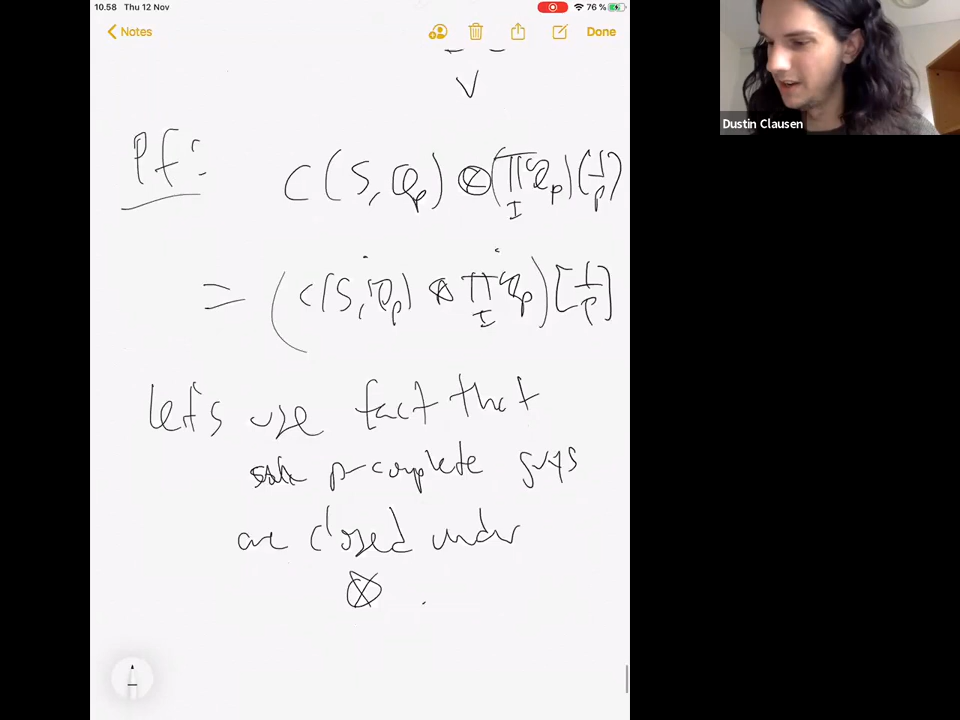 10.58 Thu 12 Nov
76 %
Notes
Done
Dustin Clausen
V
Pf:
C(S, Q_p) ⊗ (∏_I Z_p)[1/p]
= (C(S, Z_p) ⊗ ∏_I Z_p)[1/p]
let's use fact that
p-complete guys
are closed under
⊗.